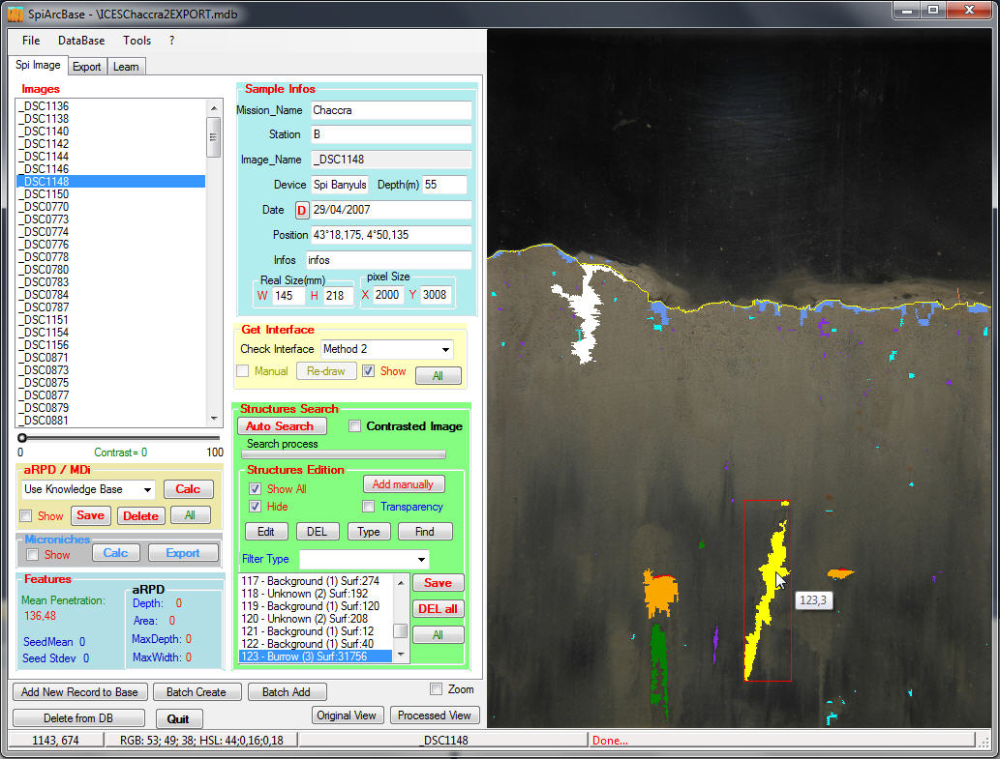 SpiArcBase - \ICESChaccra2EXPORT.mdb
File DataBase Tools ?
Spi Image Export Learn
Images
_DSC1136
_DSC1138
_DSC1140
_DSC1142
_DSC1144
_DSC1146
_DSC1148
_DSC1150
_DSC0770
_DSC0773
_DSC0774
_DSC0776
_DSC0778
_DSC0780
_DSC0783
_DSC0784
_DSC0787
_DSC1151
_DSC1154
_DSC1156
_DSC0871
_DSC0873
_DSC0875
_DSC0877
_DSC0879
_DSC0881
0 Contrast= 0 100
aRPD / MDi
Use Knowledge Base Calc
Show Save Delete All
Microniches
Show Calc Export
Features
Mean Penetration:
136,48
SeedMean 0
Seed Stdev 0
aRPD
Depth: 0
Area: 0
MaxDepth: 0
MaxWidth: 0
Sample Infos
Mission_Name Chaccra
Station B
Image_Name _DSC1148
Device Spi Banyuls Depth(m) 55
Date D 29/04/2007
Position 43°18,175, 4°50,135
Infos infos
Real Size(mm) pixel Size
W 145 H 218 X 2000 Y 3008
Get Interface
Check Interface Method 2
Manual Re-draw Show All
Structures Search
Auto Search Contrasted Image
Search process
Structures Edition
Show All Add manually
Hide Transparency
Edit DEL Type Find
Filter Type
117 - Background (1) Surf:274
118 - Unknown (2) Surf:192
119 - Background (1) Surf:120
120 - Unknown (2) Surf:208
121 - Background (1) Surf:12
122 - Background (1) Surf:40
123 - Burrow (3) Surf:31756
Save
DEL all
All
Add New Record to Base Batch Create Batch Add Zoom
Delete from DB Quit Original View Processed View
123,3
1143, 674 RGB: 53; 49; 38; HSL: 44;0,16;0,18 _DSC1148 Done...